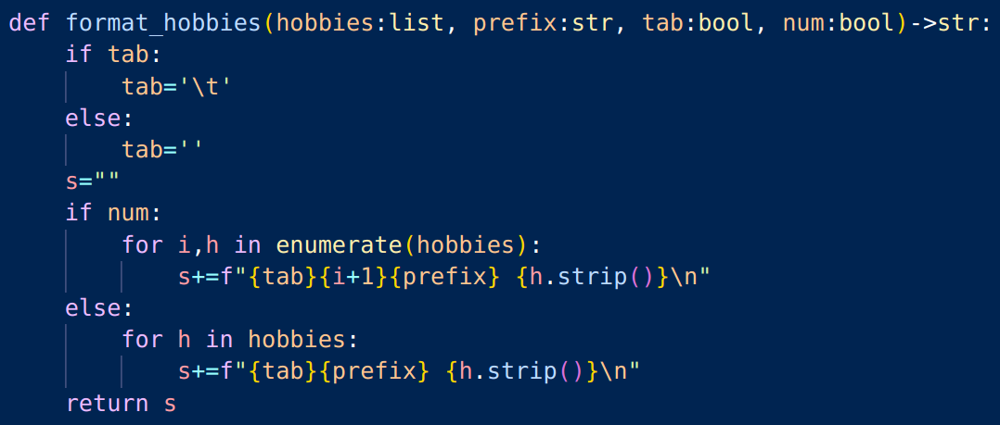 def format_hobbies(hobbies:list, prefix:str, tab:bool, num:bool)->str:
    if tab:
        tab='\t'
    else:
        tab=''
    s=""
    if num:
        for i,h in enumerate(hobbies):
            s+=f"{tab}{i+1}{prefix} {h.strip()}\n"
    else:
        for h in hobbies:
            s+=f"{tab}{prefix} {h.strip()}\n"
    return s